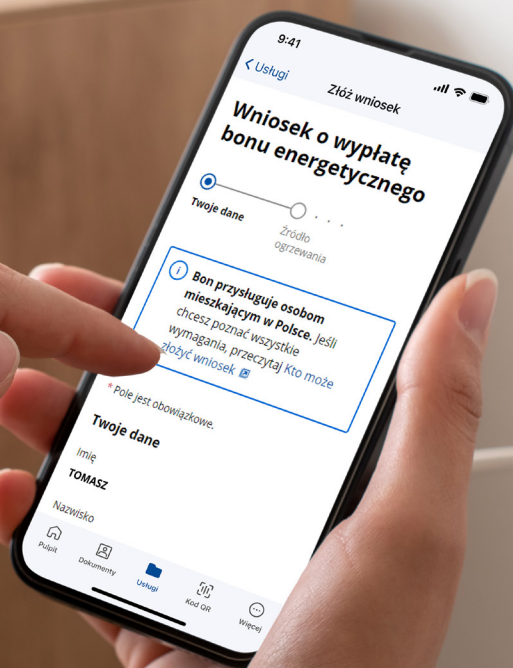 9:41
Usługi
Złóż wniosek
Wniosek o wypłatę
bonu energetycznego
Twoje dane
Źródło
ogrzewania
Bon przysługuje osobom
mieszkającym w Polsce. Jeśli
chcesz poznać wszystkie
wymagania, przeczytaj Kto może
złożyć wniosek
* Pole jest obowiązkowe.
Twoje dane
Imię
TOMASZ
Nazwisko
Pulpit
Dokumenty
Usługi
Kod QR
Więcej